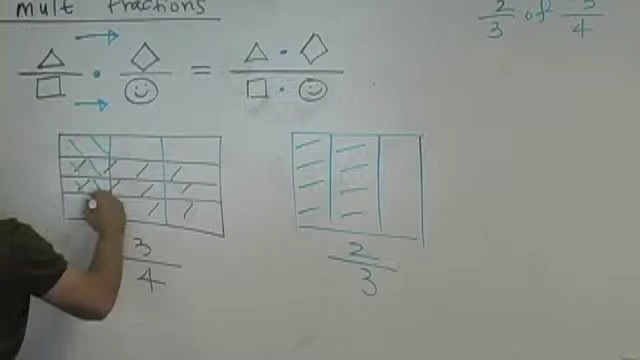 mult fractions
2/3 of 3/4
△/□ · ◇/☺ = △ · ◇/□ · ☺
3/4
2/3